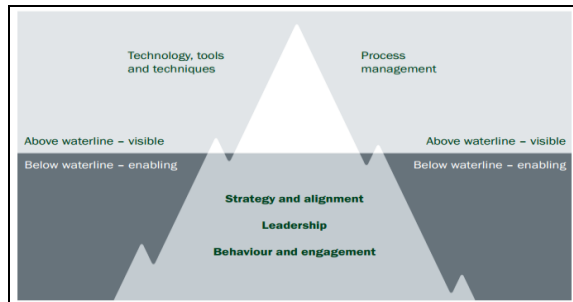 Technology, tools
and techniques
Process
management
Above waterline – visible
Above waterline – visible
Below waterline – enabling
Below waterline – enabling
Strategy and alignment
Leadership
Behaviour and engagement